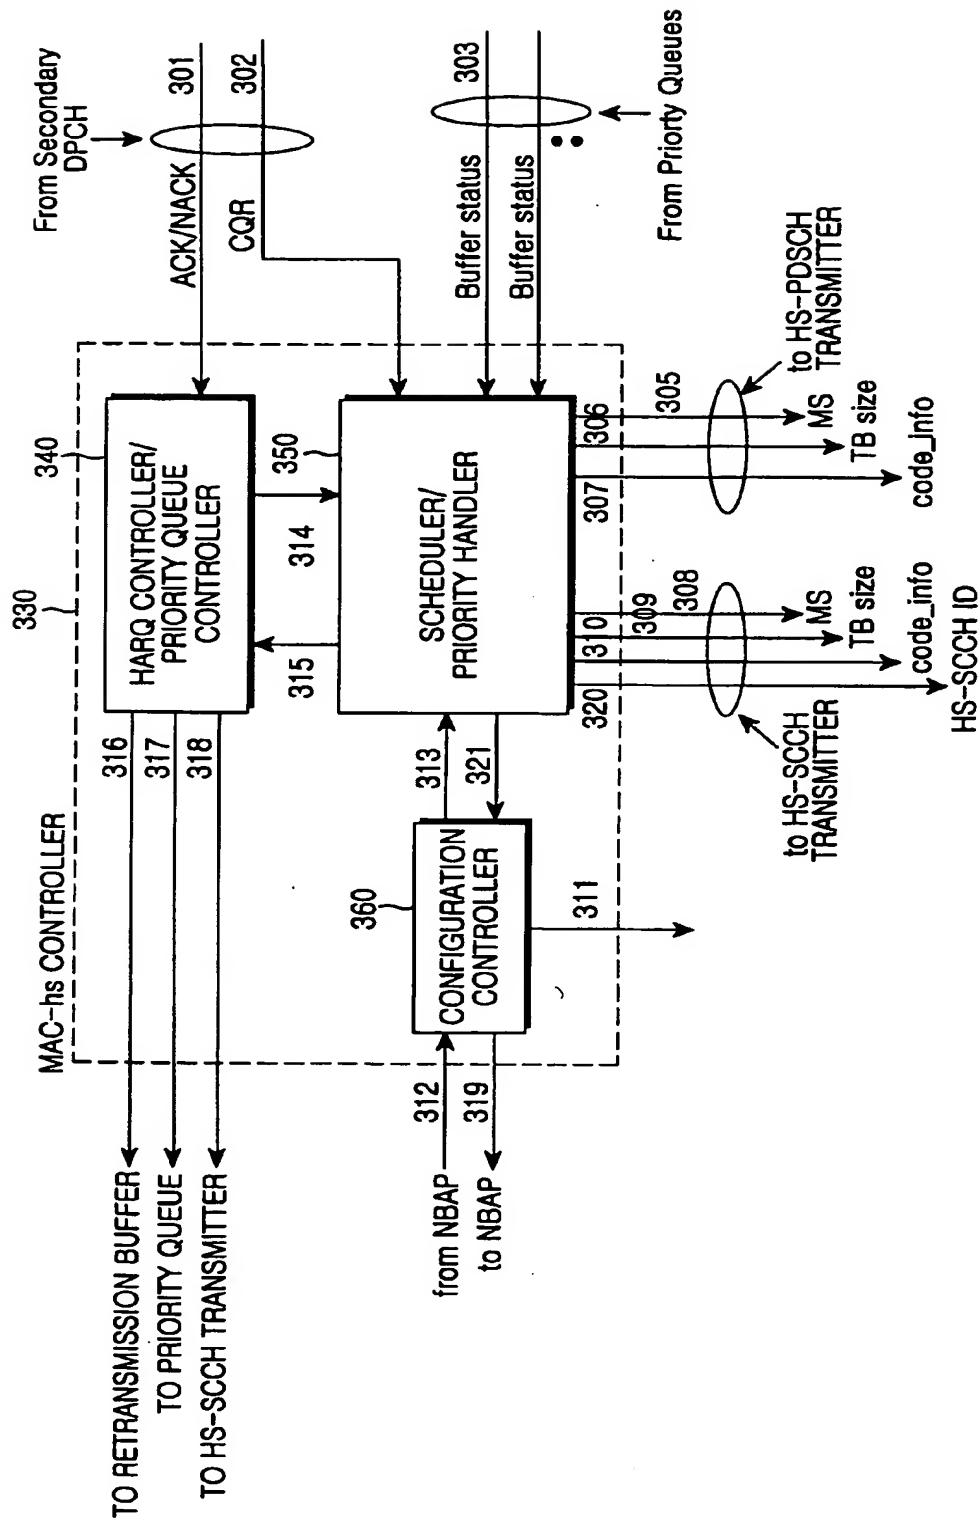 From Secondary
DPCH
301
302
ACK/NACK
CQR
303
Buffer status
Buffer status
From Priorty Queues
330
MAC-hs CONTROLLER
340
HARQ CONTROLLER/
PRIORITY QUEUE
CONTROLLER
350
SCHEDULER/
PRIORITY HANDLER
314
315
316
317
318
TO RETRANSMISSION BUFFER
TO PRIORITY QUEUE
TO HS-SCCH TRANSMITTER
313
321
360
CONFIGURATION
CONTROLLER
311
312
319
from NBAP
to NBAP
305
306
307
MS
TB size
code_info
to HS-PDSCH
TRANSMITTER
308
309
310
320
MS
TB size
code_info
HS-SCCH ID
to HS-SCCH
TRANSMITTER